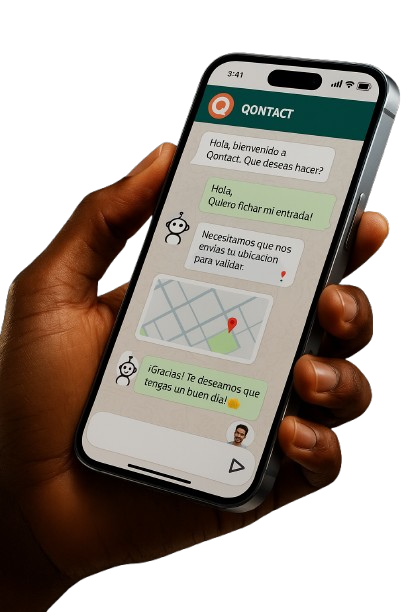 3:41
QONTACT
Hola, bienvenido a
Qontact. Que deseas hacer?
Hola,
Quiero fichar mi entrada!
Necesitamos que nos
envías tu ubicacion
para validar.
¡Gracias! Te deseamos que
tengas un buen día!